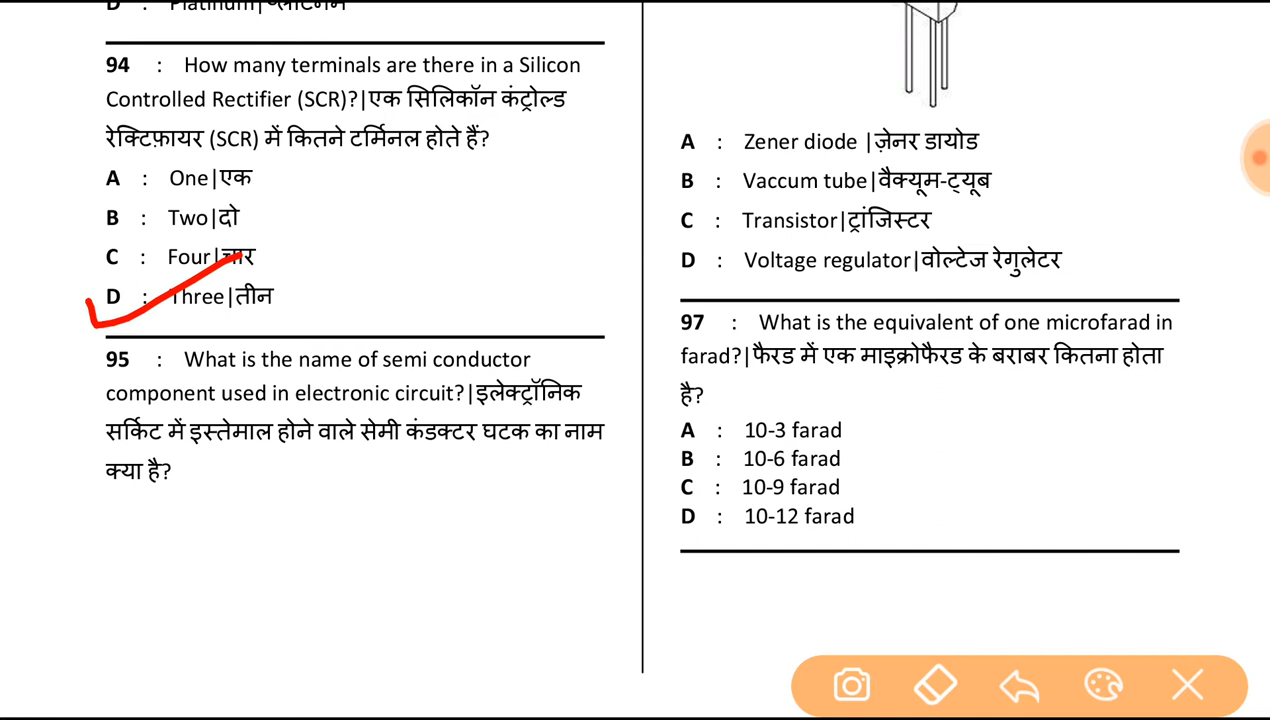 D : Platinum|प्लैटिनम
94 : How many terminals are there in a Silicon
Controlled Rectifier (SCR)?|एक सिलिकॉन कंट्रोल्ड
रेक्टिफ़ायर (SCR) में कितने टर्मिनल होते हैं?
A : One|एक
B : Two|दो
C : Four|चार
D : Three|तीन
95 : What is the name of semi conductor
component used in electronic circuit?|इलेक्ट्रॉनिक
सर्किट में इस्तेमाल होने वाले सेमी कंडक्टर घटक का नाम
क्या है?
A : Zener diode |ज़ेनर डायोड
B : Vaccum tube|वैक्यूम-ट्यूब
C : Transistor|ट्रांजिस्टर
D : Voltage regulator|वोल्टेज रेगुलेटर
97 : What is the equivalent of one microfarad in
farad?|फैरड में एक माइक्रोफैरड के बराबर कितना होता
है?
A : 10-3 farad
B : 10-6 farad
C : 10-9 farad
D : 10-12 farad